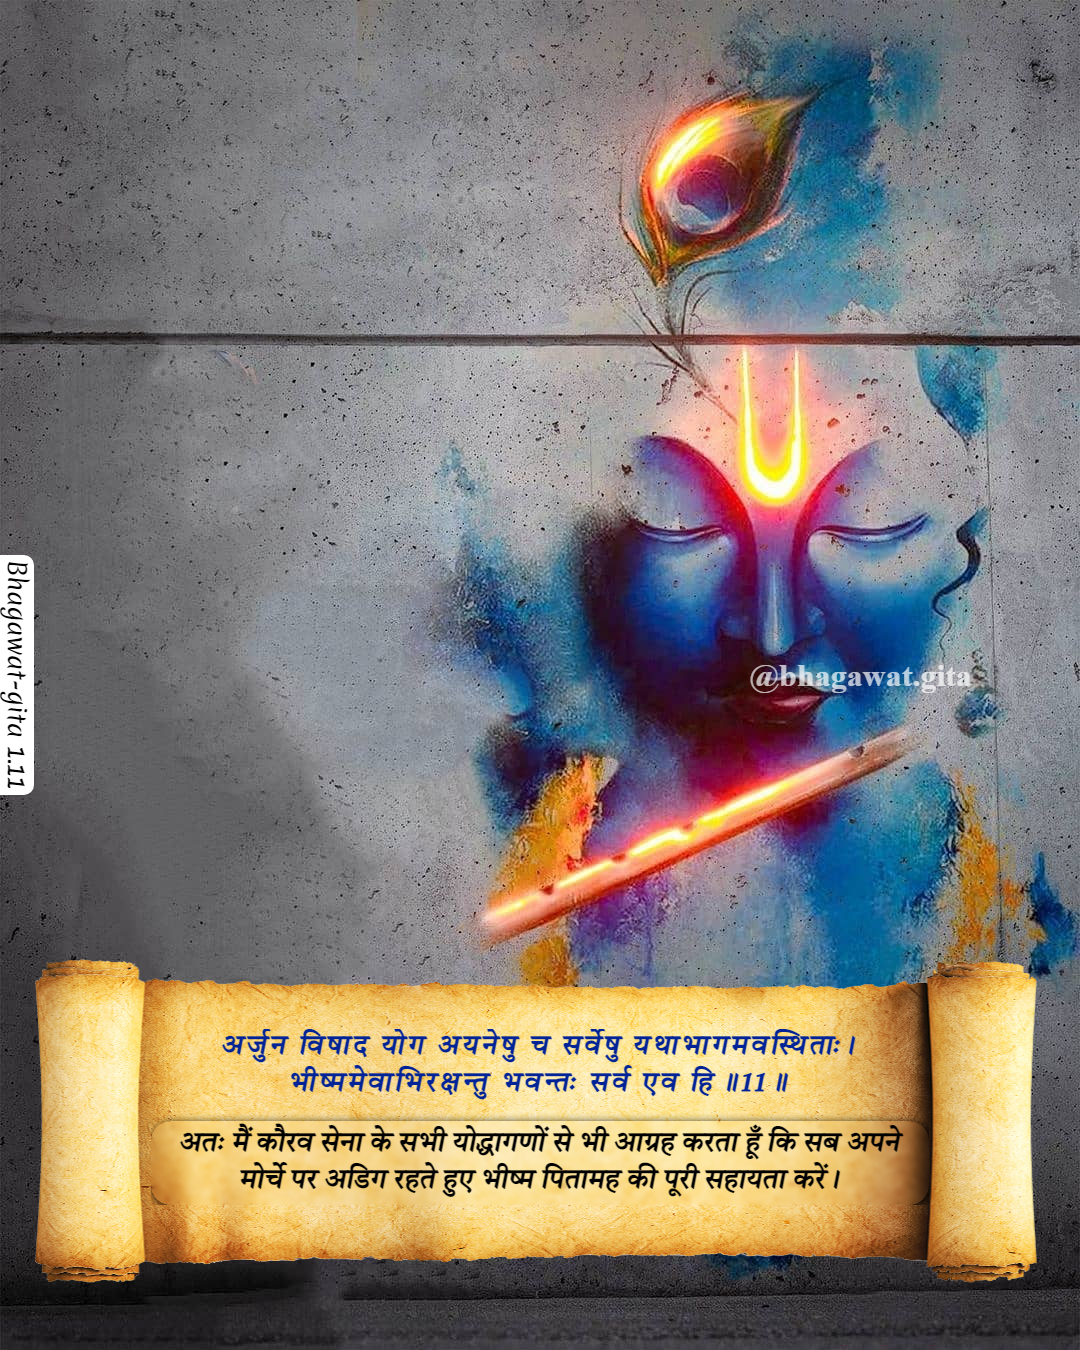 Bhagawat-gita 1.11
@bhagawat.gita
अर्जुन विषाद योग अयनेषु च सर्वेषु यथाभागमवस्थिताः।
भीष्ममेवाभिरक्षन्तु भवन्तः सर्व एव हि ॥11॥
अतः मैं कौरव सेना के सभी योद्धागणों से भी आग्रह करता हूँ कि सब अपने
मोर्चे पर अडिग रहते हुए भीष्म पितामह की पूरी सहायता करें।